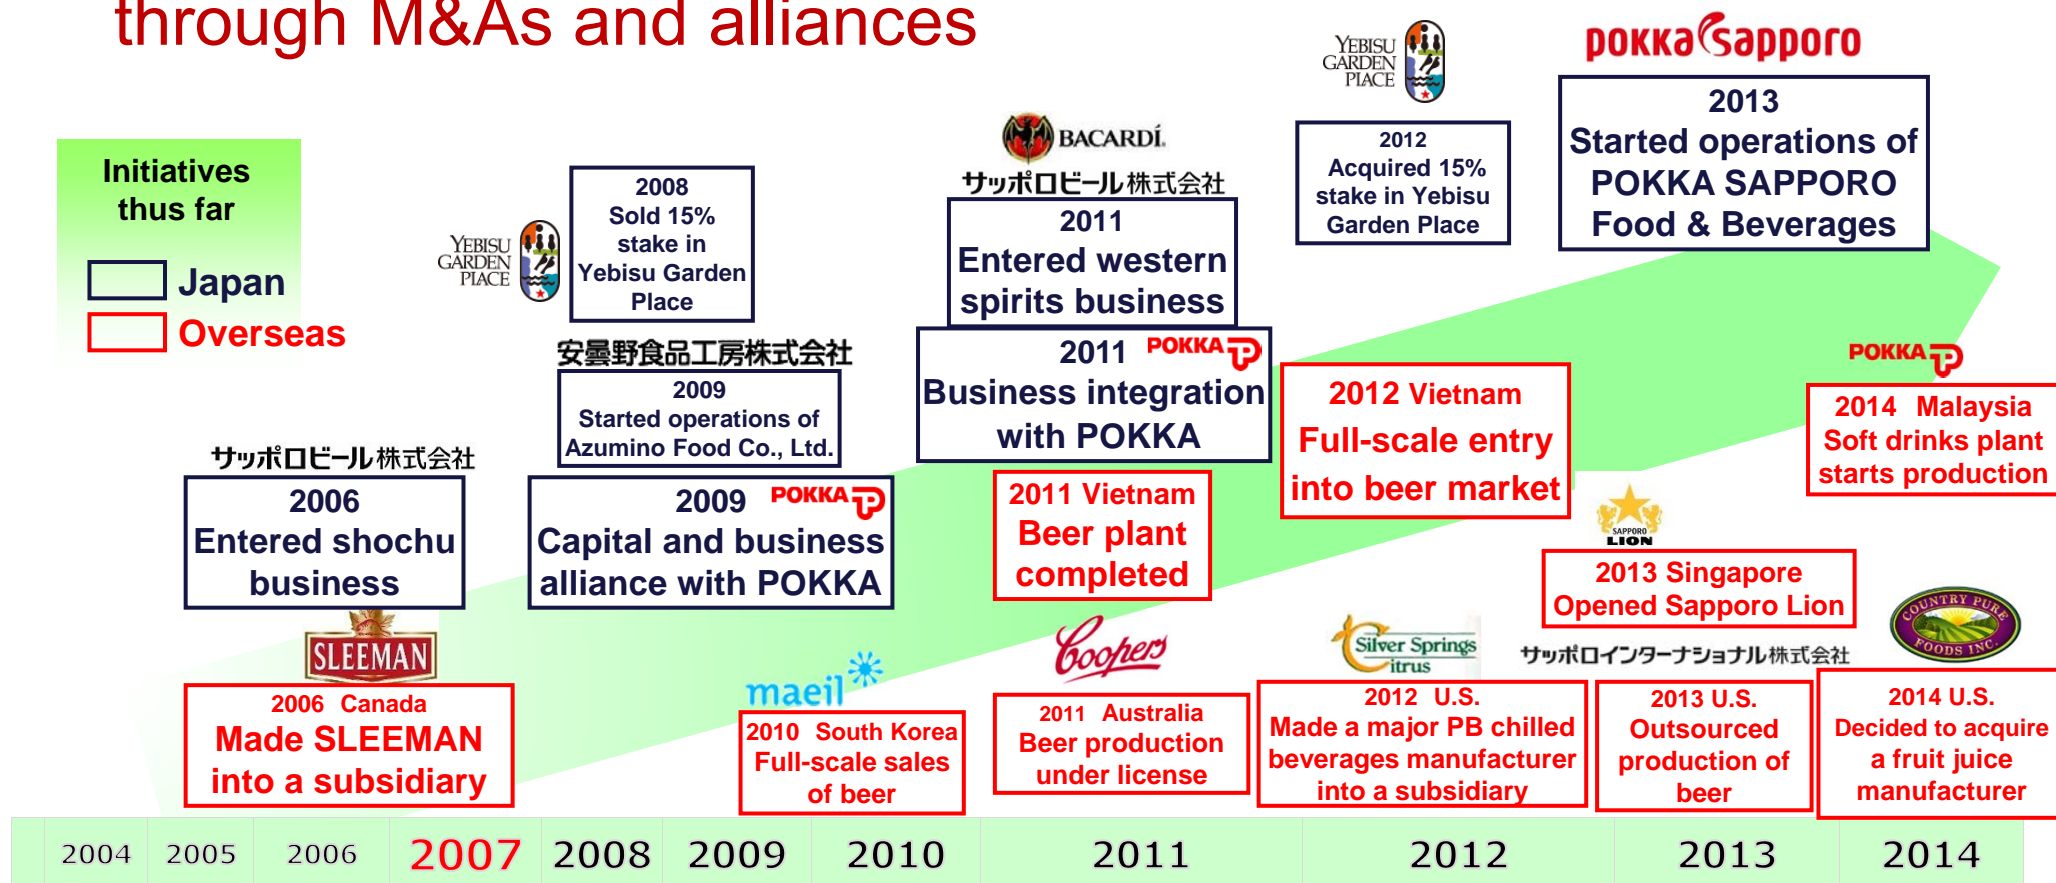 through M&As and alliances
Initiatives
thus far
Japan
Overseas
サッポロビール株式会社
2006
Entered shochu
business
SLEEMAN
2006 Canada
Made SLEEMAN
into a subsidiary
YEBISU
GARDEN
PLACE
2008
Sold 15%
stake in
Yebisu Garden
Place
安曇野食品工房株式会社
2009
Started operations of
Azumino Food Co., Ltd.
2009 POKKA
Capital and business
alliance with POKKA
maeil
2010 South Korea
Full-scale sales
of beer
BACARDÍ.
サッポロビール株式会社
2011
Entered western
spirits business
2011 POKKA
Business integration
with POKKA
2011 Vietnam
Beer plant
completed
Coopers
2011 Australia
Beer production
under license
YEBISU
GARDEN
PLACE
2012
Acquired 15%
stake in Yebisu
Garden Place
2012 Vietnam
Full-scale entry
into beer market
Silver Springs
Citrus
2012 U.S.
Made a major PB chilled
beverages manufacturer
into a subsidiary
pokka sapporo
2013
Started operations of
POKKA SAPPORO
Food & Beverages
SAPPORO
LION
2013 Singapore
Opened Sapporo Lion
サッポロインターナショナル株式会社
2013 U.S.
Outsourced
production of
beer
POKKA
2014 Malaysia
Soft drinks plant
starts production
COUNTRY PURE
FOODS INC.
2014 U.S.
Decided to acquire
a fruit juice
manufacturer
2004 2005 2006 2007 2008 2009 2010 2011 2012 2013 2014